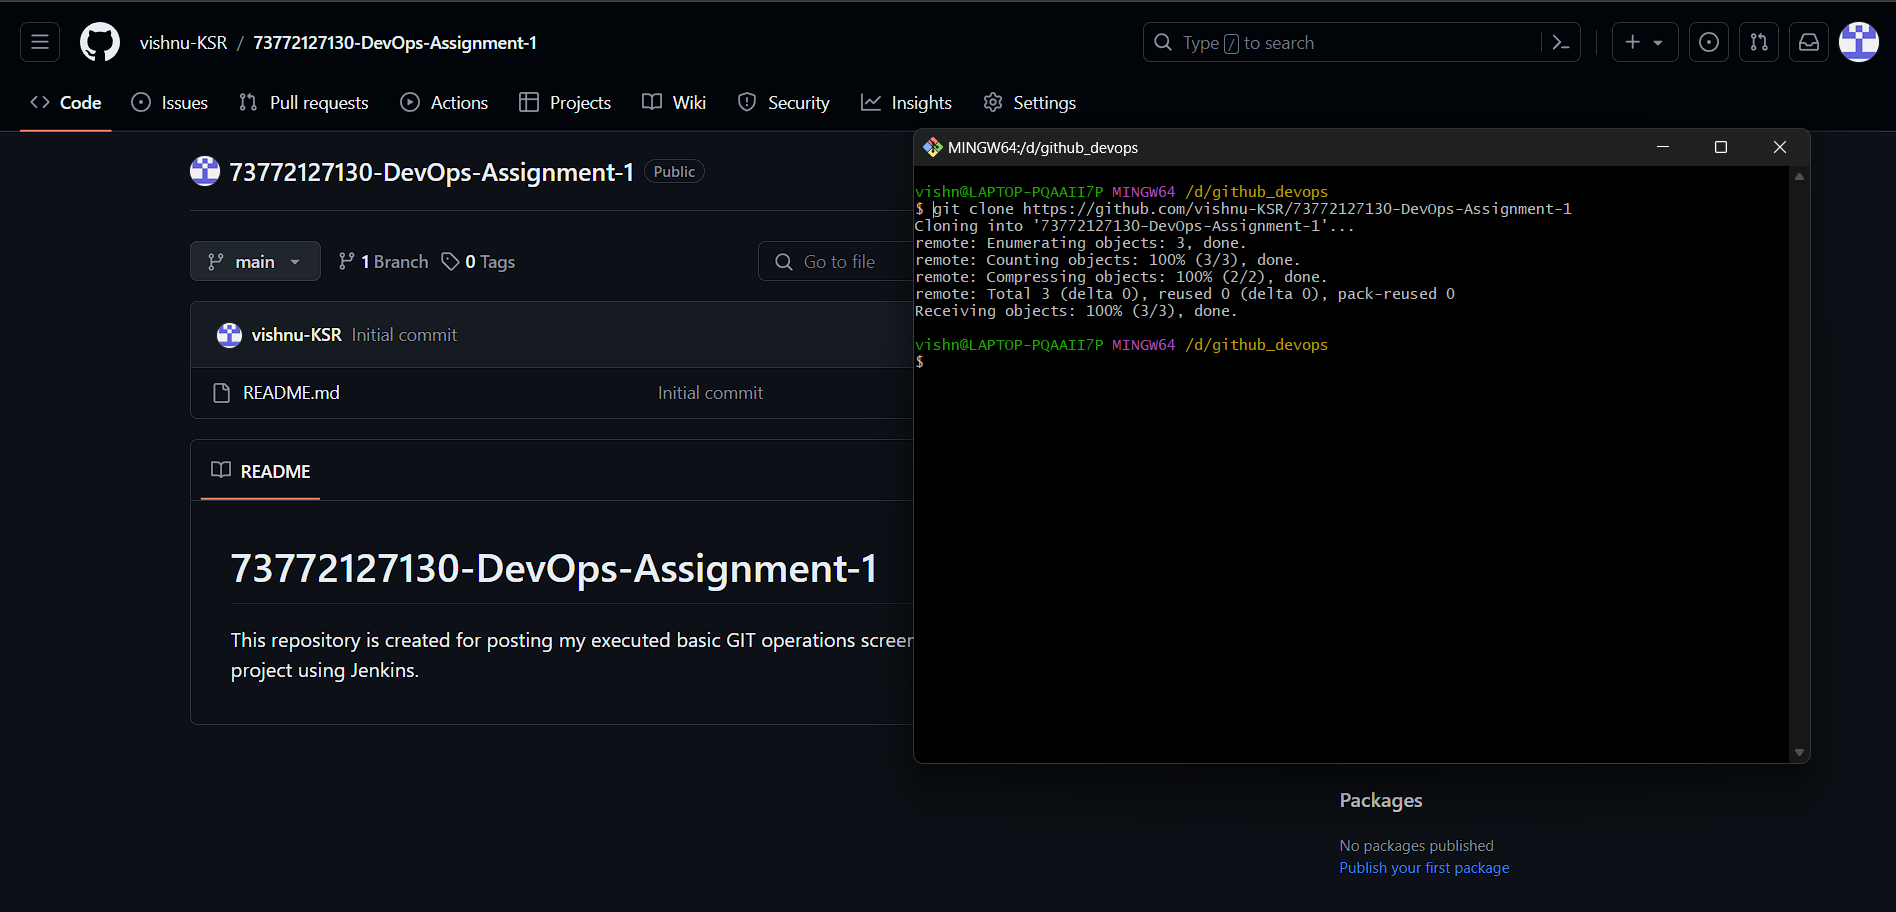 vishnu-KSR / 73772127130-DevOps-Assignment-1
Type / to search
Code Issues Pull requests Actions Projects Wiki Security Insights Settings
73772127130-DevOps-Assignment-1 Public
main 1 Branch 0 Tags Go to file
vishnu-KSR Initial commit
README.md Initial commit
README
73772127130-DevOps-Assignment-1
This repository is created for posting my executed basic GIT operations screen
project using Jenkins.
MINGW64:/d/github_devops
vishn@LAPTOP-PQAAII7P MINGW64 /d/github_devops
$ git clone https://github.com/vishnu-KSR/73772127130-DevOps-Assignment-1
Cloning into '73772127130-DevOps-Assignment-1'...
remote: Enumerating objects: 3, done.
remote: Counting objects: 100% (3/3), done.
remote: Compressing objects: 100% (2/2), done.
remote: Total 3 (delta 0), reused 0 (delta 0), pack-reused 0
Receiving objects: 100% (3/3), done.
vishn@LAPTOP-PQAAII7P MINGW64 /d/github_devops
$
Packages
No packages published
Publish your first package